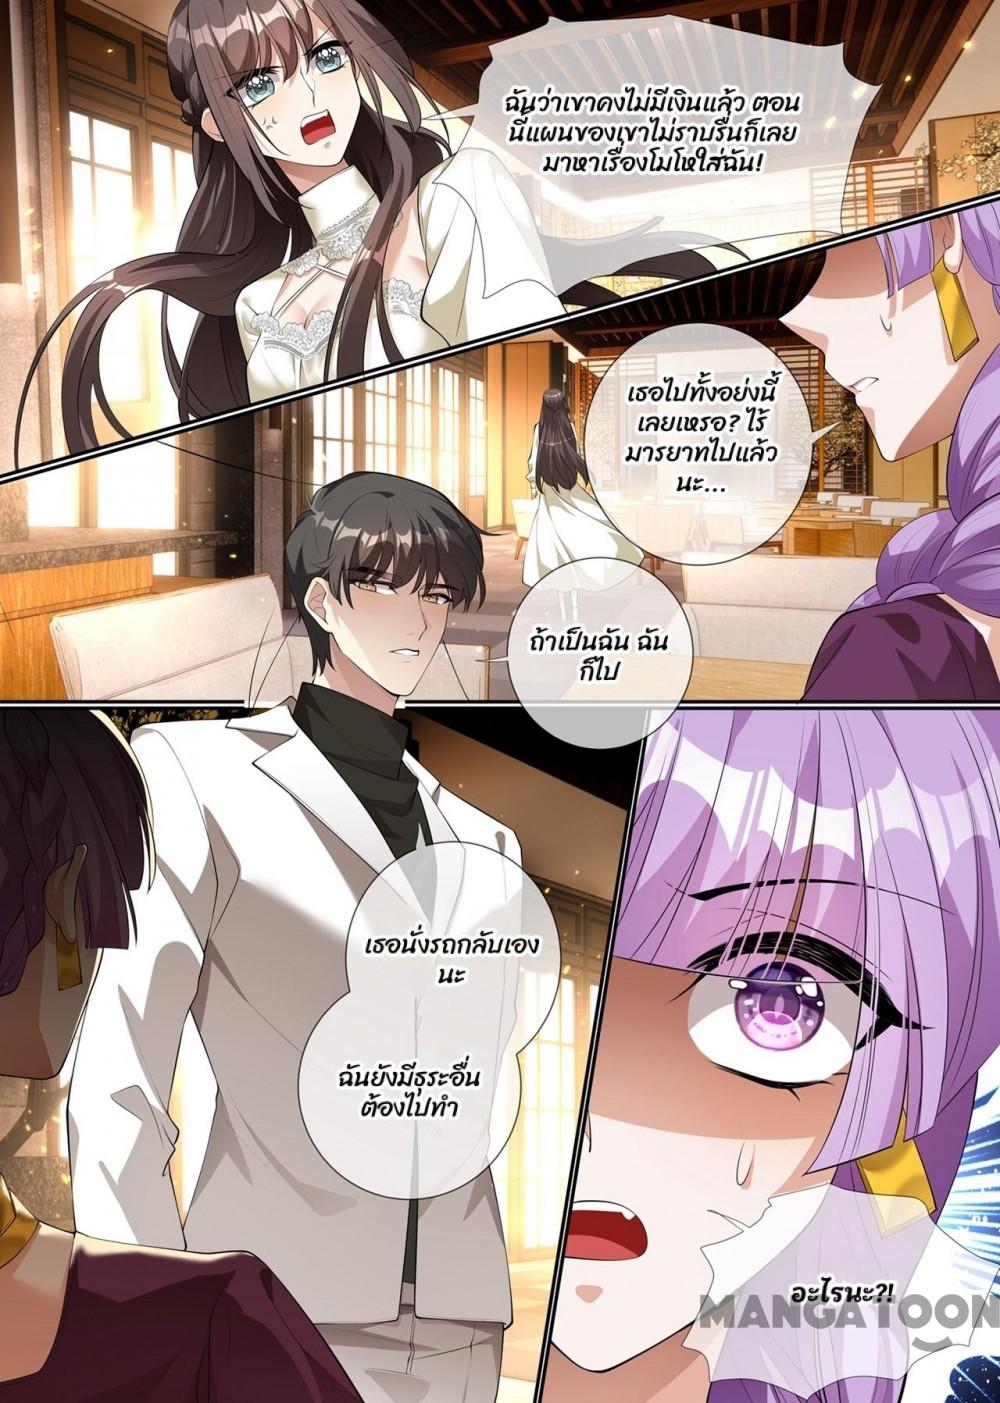 ฉันว่าเขาคงไม่มีเงินแล้ว ตอน
นี้แผนของเขาไม่ราบรื่นก็เลย
มาหาเรื่องโมโหใส่ฉัน!
เธอไปทั้งอย่างนี้
เลยเหรอ? ไร้
มารยาทไปแล้ว
นะ...
ถ้าเป็นฉัน ฉัน
ก็ไป
เธอนั่งรถกลับเอง
นะ
ฉันยังมีธุระอื่น
ต้องไปทำ
อะไรนะ?!
MANGATOON